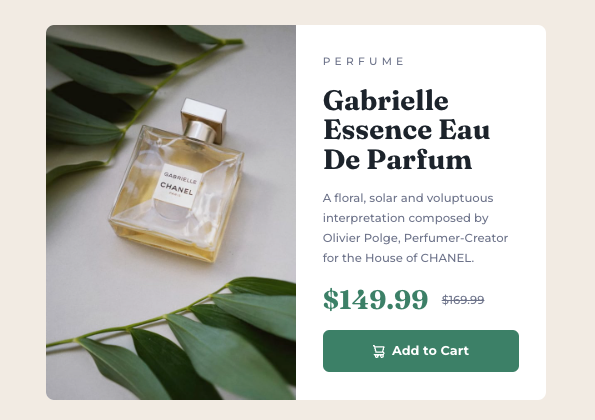 GABRIELLE
CHANEL
PARIS
PERFUME
Gabrielle
Essence Eau
De Parfum
A floral, solar and voluptuous
interpretation composed by
Olivier Polge, Perfumer-Creator
for the House of CHANEL.
$149.99 $169.99
Add to Cart